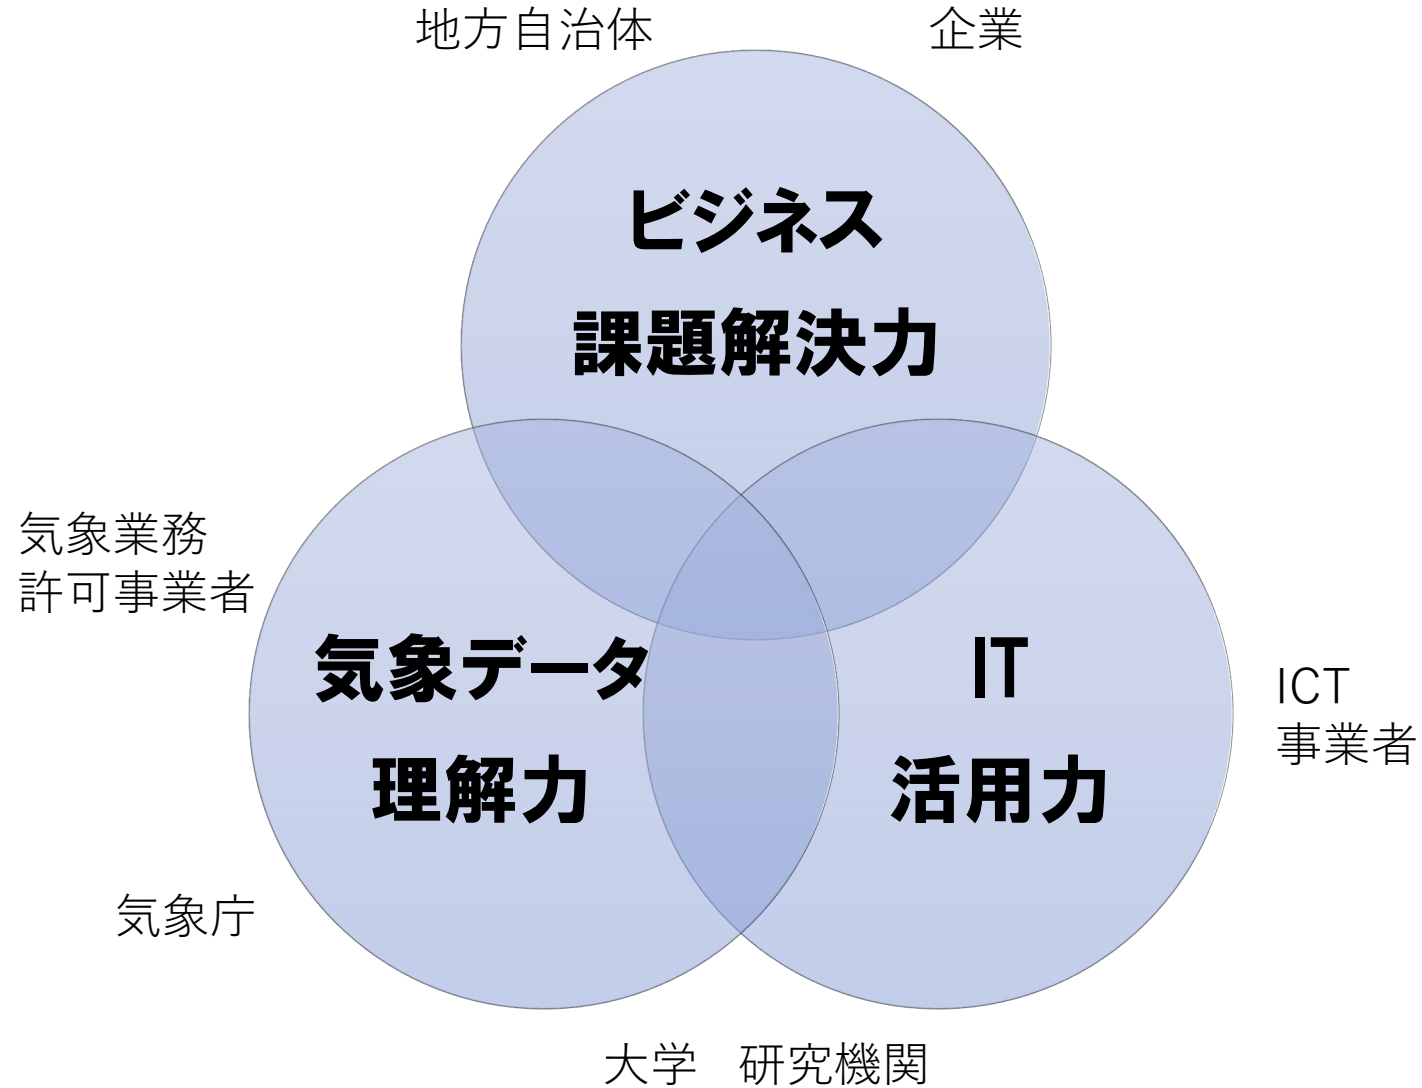 地方自治体 企業
ビジネス
課題解決力
気象業務
許可事業者
気象データ
理解力
IT
活用力
ICT
事業者
気象庁
大学 研究機関